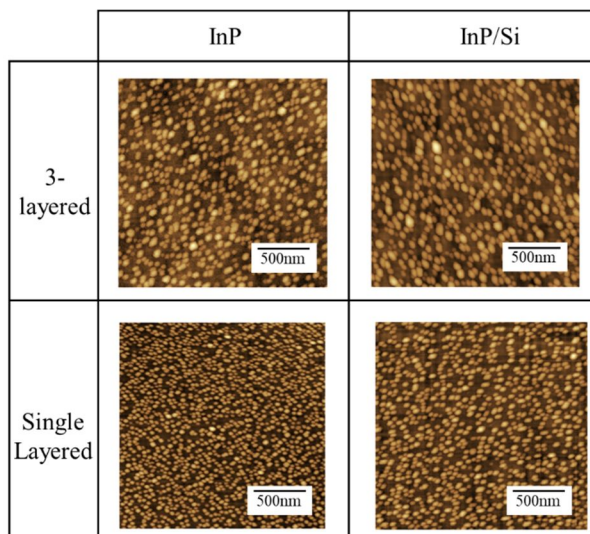 InP
InP/Si
3-
layered
500nm
500nm
Single
Layered
500nm
500nm